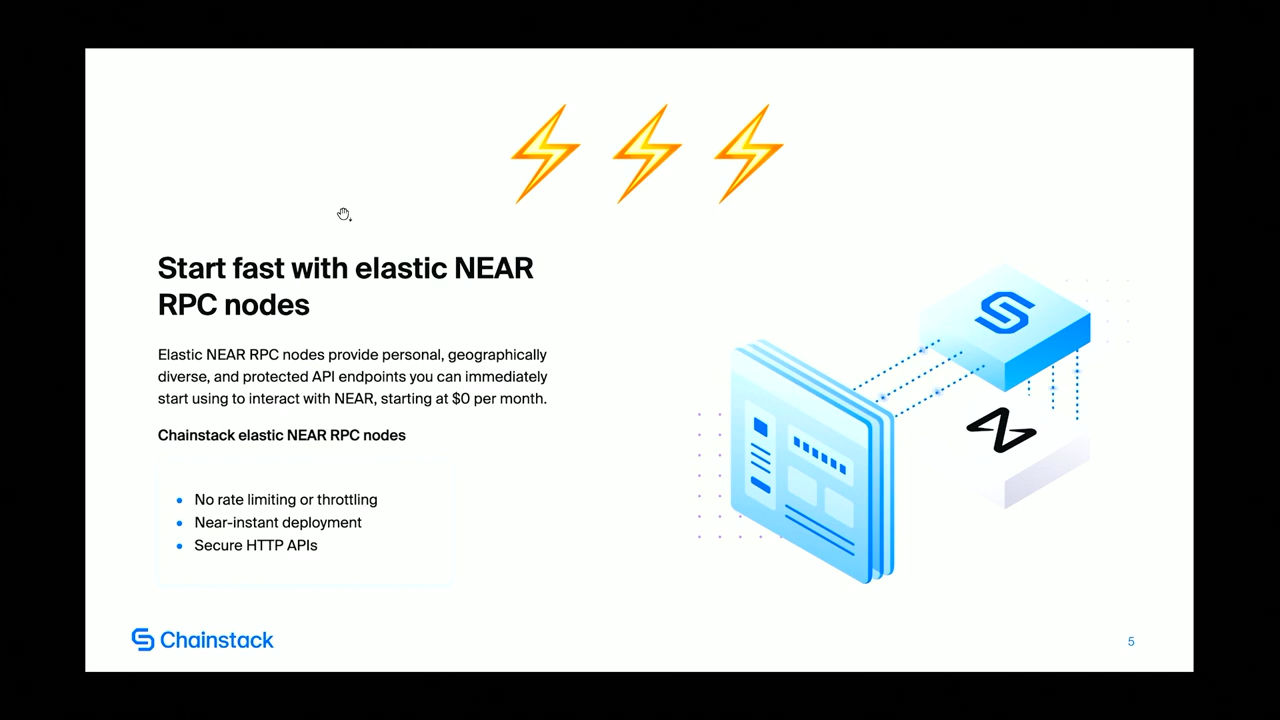 Start fast with elastic NEAR
RPC nodes
Elastic NEAR RPC nodes provide personal, geographically
diverse, and protected API endpoints you can immediately
start using to interact with NEAR, starting at $0 per month.
Chainstack elastic NEAR RPC nodes
No rate limiting or throttling
Near-instant deployment
Secure HTTP APIs
Chainstack
5